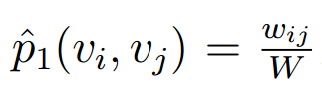 p̂₁(vᵢ, vⱼ) = wᵢⱼ / W